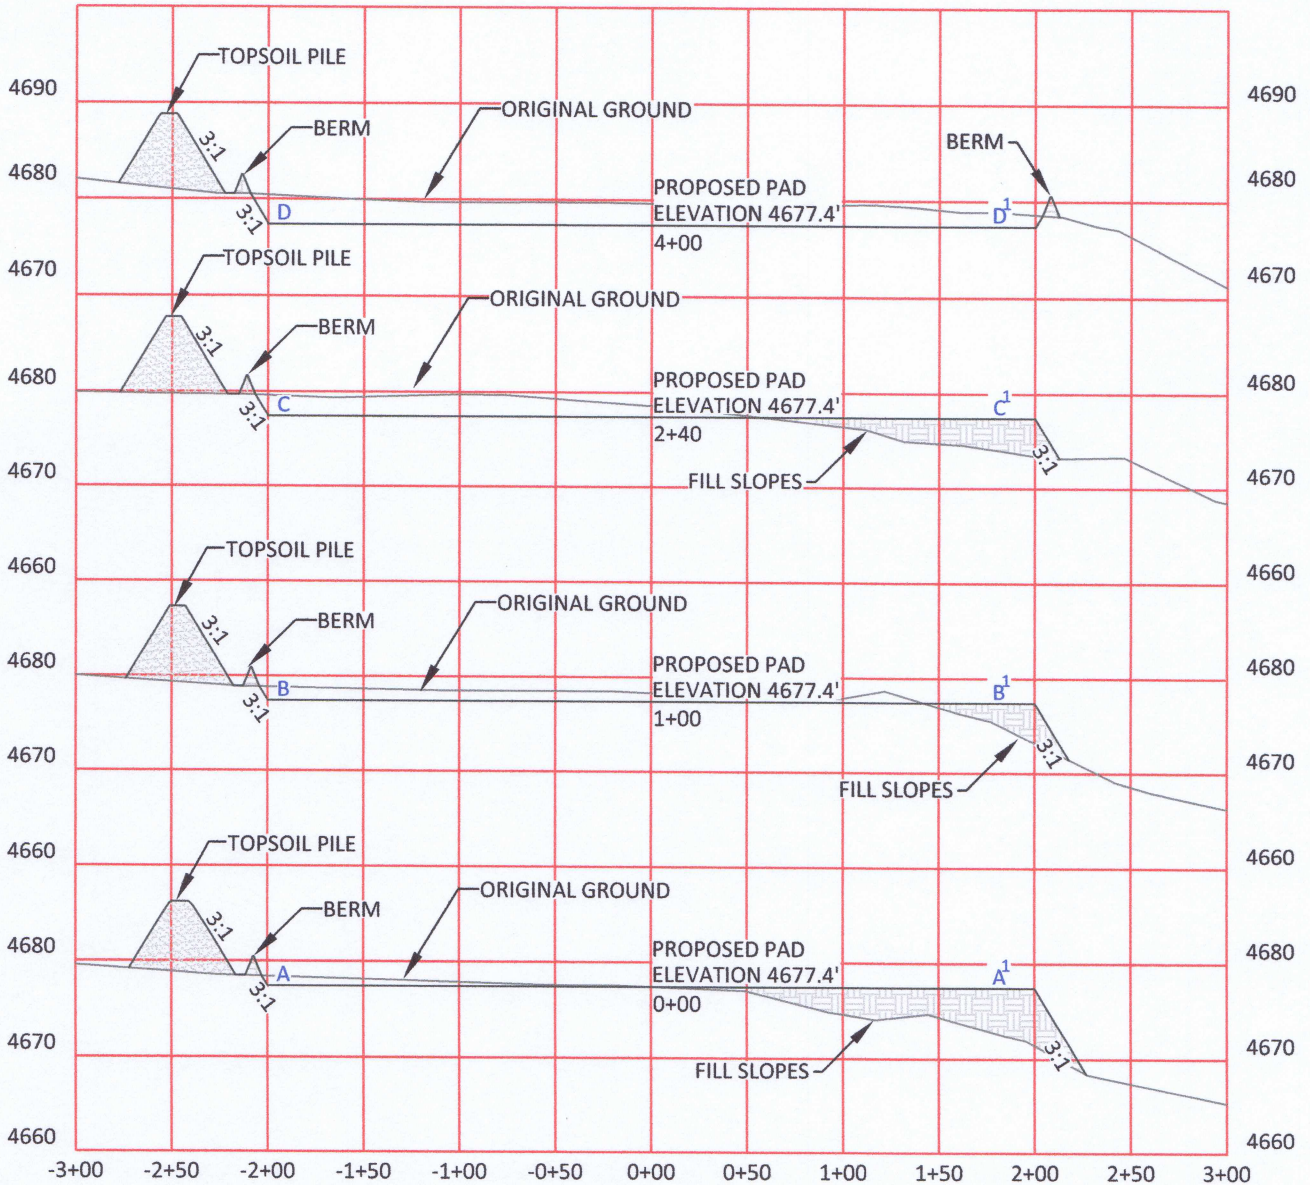 TOPSOIL PILE
4690
4690
ORIGINAL GROUND
BERM
BERM
3:1
4680
4680
PROPOSED PAD
ELEVATION 4677.4'
D
D1
3:1
4+00
TOPSOIL PILE
4670
4670
ORIGINAL GROUND
BERM
3:1
4680
4680
PROPOSED PAD
ELEVATION 4677.4'
C
C1
3:1
2+40
3:1
4670
4670
FILL SLOPES
TOPSOIL PILE
4660
4660
ORIGINAL GROUND
BERM
3:1
4680
4680
PROPOSED PAD
ELEVATION 4677.4'
B
B1
3:1
1+00
3:1
4670
4670
FILL SLOPES
TOPSOIL PILE
4660
4660
ORIGINAL GROUND
BERM
3:1
4680
4680
PROPOSED PAD
ELEVATION 4677.4'
A
A1
3:1
0+00
4670
4670
3:1
FILL SLOPES
4660
4660
-3+00 -2+50 -2+00 -1+50 -1+00 -0+50 0+00 0+50 1+00 1+50 2+00 2+50 3+00